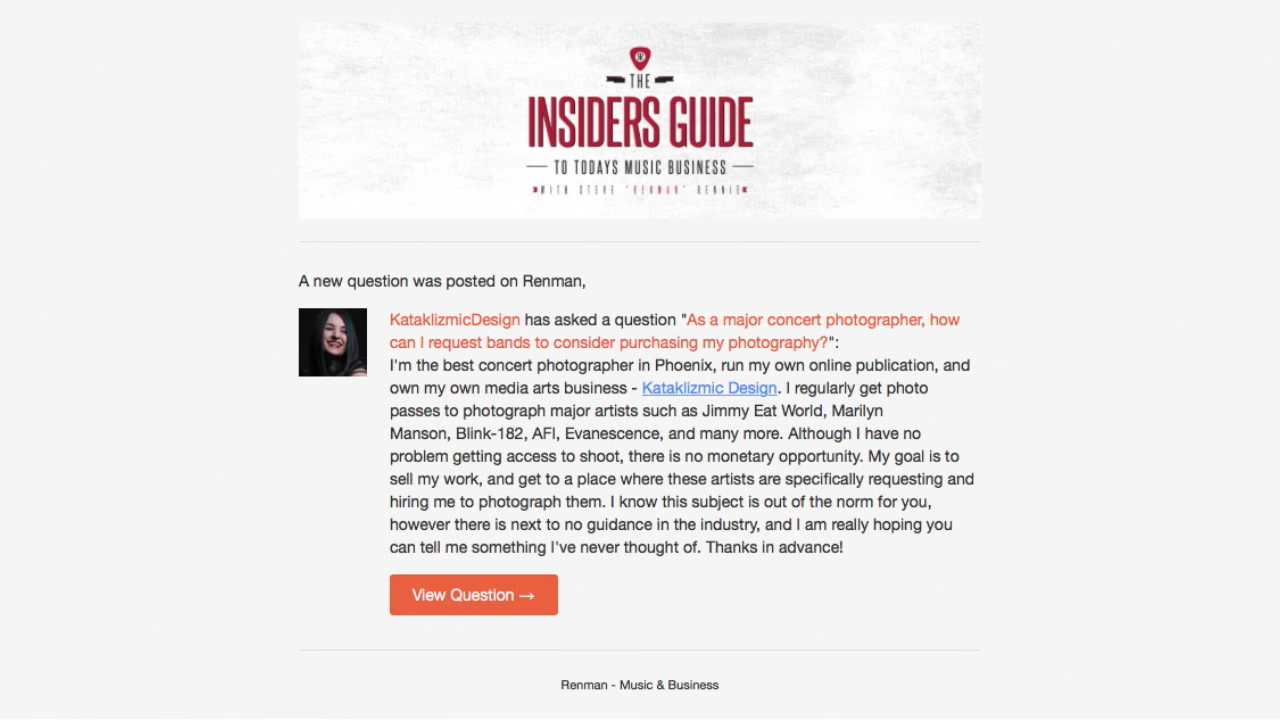 THE
INSIDERS GUIDE
TO TODAYS MUSIC BUSINESS
WITH STEVE "RENMAN" RENNIE
A new question was posted on Renman,
KataklizmicDesign has asked a question "As a major concert photographer, how
can I request bands to consider purchasing my photography?":
I'm the best concert photographer in Phoenix, run my own online publication, and
own my own media arts business - Kataklizmic Design. I regularly get photo
passes to photograph major artists such as Jimmy Eat World, Marilyn
Manson, Blink-182, AFI, Evanescence, and many more. Although I have no
problem getting access to shoot, there is no monetary opportunity. My goal is to
sell my work, and get to a place where these artists are specifically requesting and
hiring me to photograph them. I know this subject is out of the norm for you,
however there is next to no guidance in the industry, and I am really hoping you
can tell me something I've never thought of. Thanks in advance!
View Question →
Renman - Music & Business